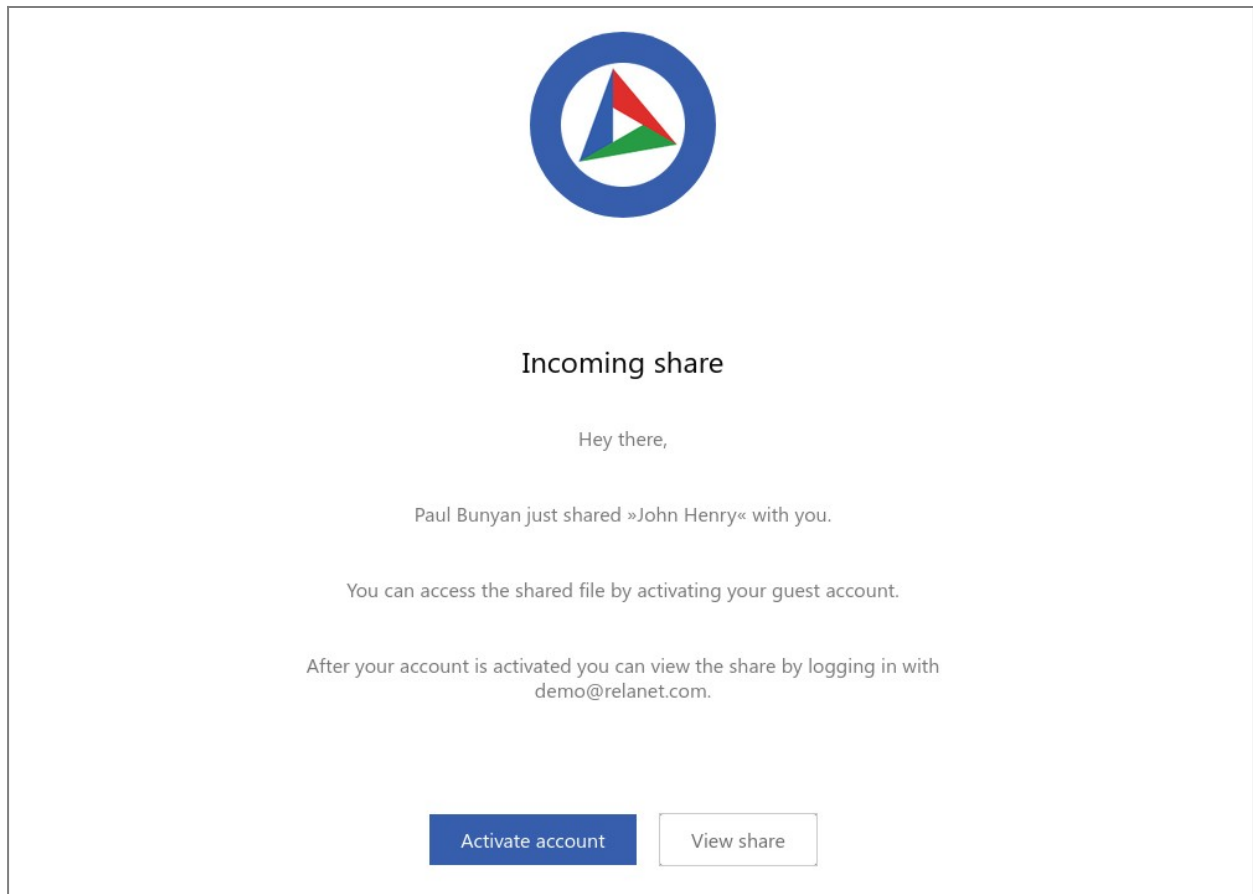 Incoming share
Hey there,
Paul Bunyan just shared »John Henry« with you.
You can access the shared file by activating your guest account.
After your account is activated you can view the share by logging in with
demo@relanet.com.
Activate account
View share